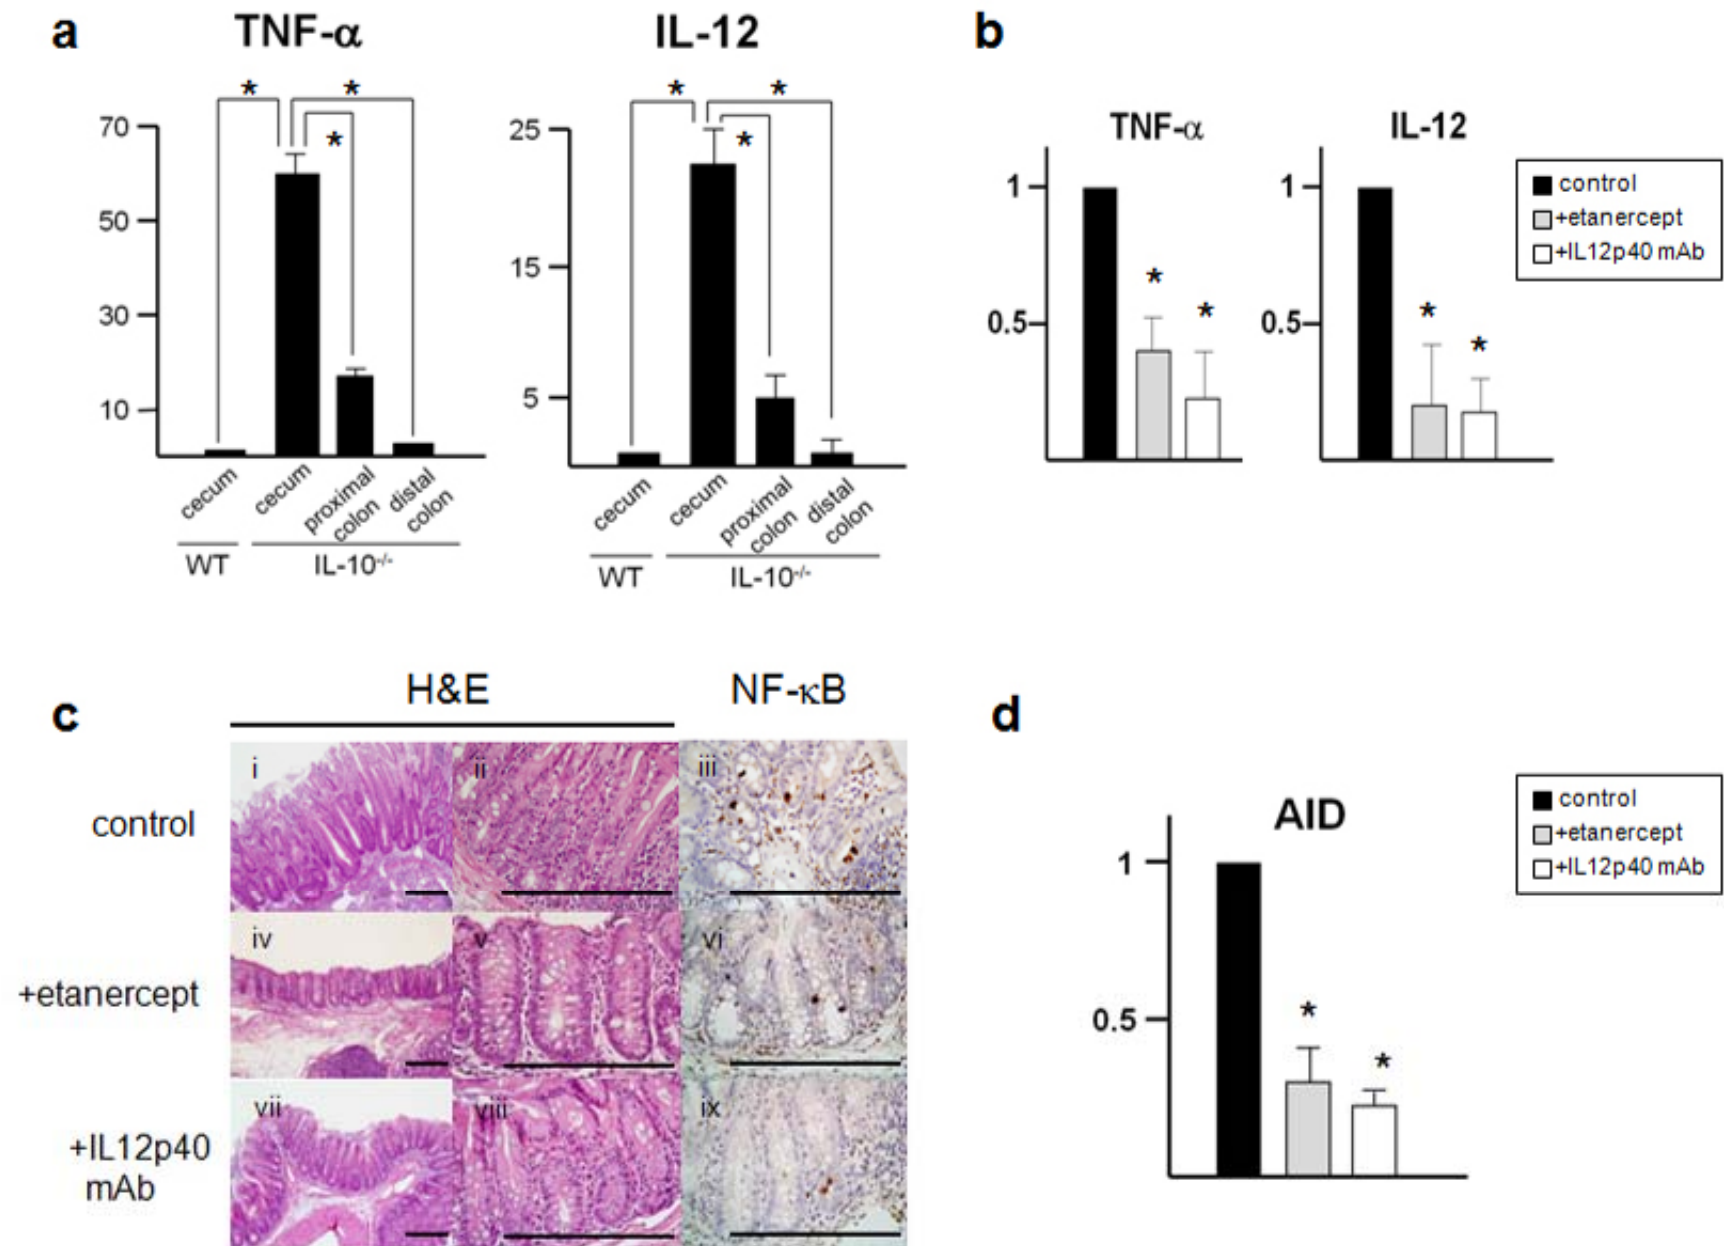 a
TNF-α
IL-12
*
*
*
70
50
30
10
cecum
cecum
proximal
colon
distal
colon
WT
IL-10-/-
*
*
*
25
15
5
cecum
cecum
proximal
colon
distal
colon
WT
IL-10-/-
b
TNF-α
IL-12
1
0.5
*
*
1
0.5
*
*
control
+etanercept
+IL12p40 mAb
c
H&E
NF-κB
control
i
ii
iii
+etanercept
iv
v
vi
+IL12p40
mAb
vii
viii
ix
d
AID
1
0.5
*
*
control
+etanercept
+IL12p40 mAb